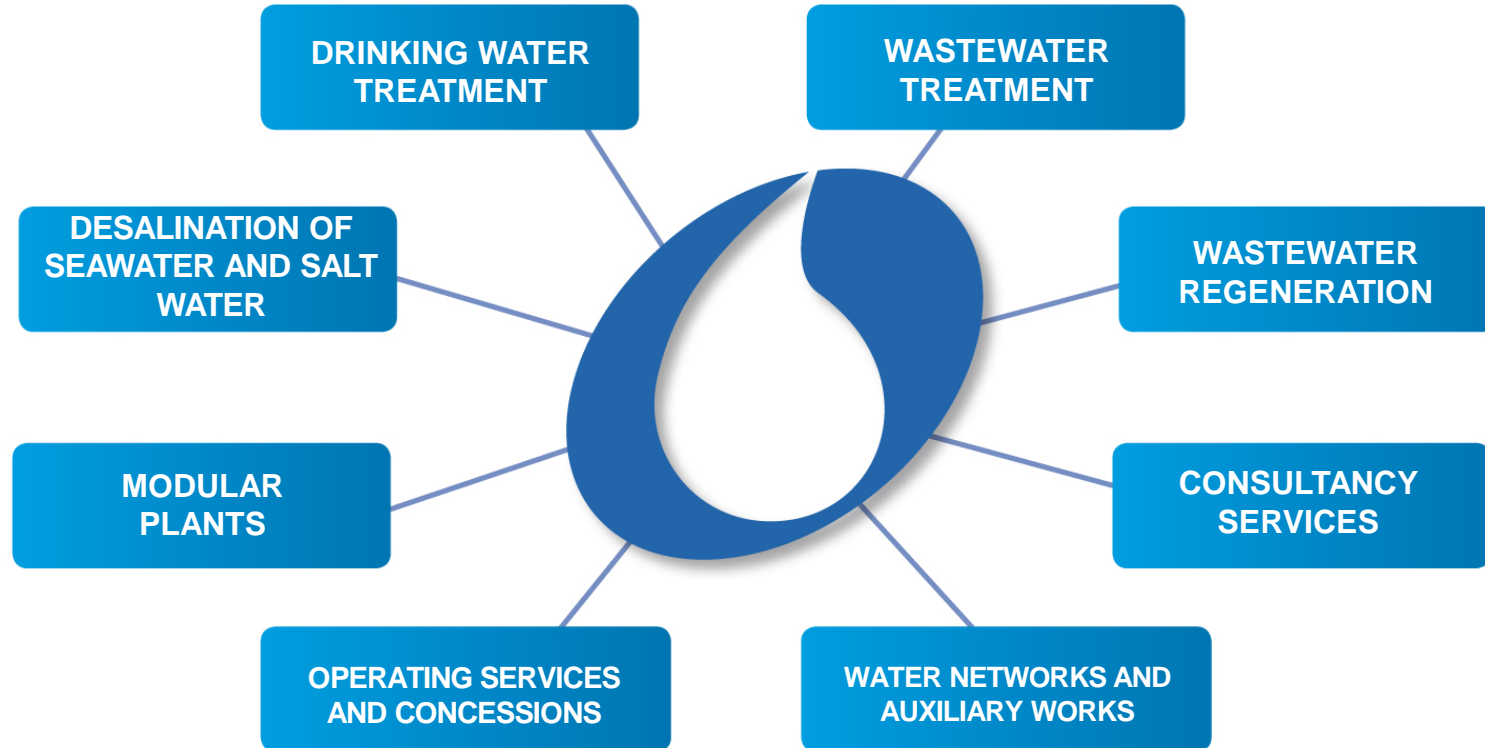 DRINKING WATER
TREATMENT
WASTEWATER
TREATMENT
DESALINATION OF
SEAWATER AND SALT
WATER
WASTEWATER
REGENERATION
MODULAR
PLANTS
CONSULTANCY
SERVICES
OPERATING SERVICES
AND CONCESSIONS
WATER NETWORKS AND
AUXILIARY WORKS